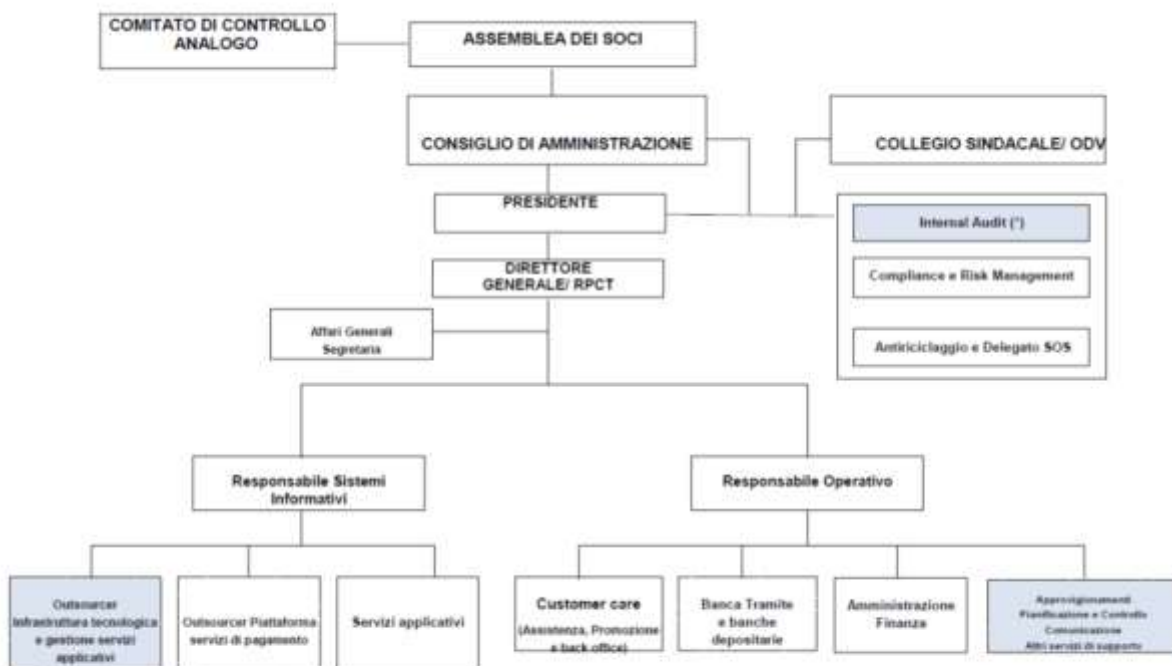 COMITATO DI CONTROLLO
ANALOGO
ASSEMBLEA DEI SOCI
CONSIGLIO DI AMMINISTRAZIONE
COLLEGIO SINDACALE/ ODV
PRESIDENTE
Internal Audit (*)
Compliance e Risk Management
Antiriciclaggio e Delegato SOS
DIRETTORE
GENERALE/ RPCT
Affari Generali
Segretaria
Responsabile Sistemi
Informativi
Responsabile Operativo
Outsourcer
Infrastruttura tecnologica
e gestione servizi
applicativi
Outsourcer Piattaforma
servizi di pagamento
Servizi applicativi
Customer care
(Assistenza, Promozione
e back office)
Banca Tramite
e banche
depositarie
Amministrazione
Finanza
Approvigionamenti
Pianificazione e Controllo
Comunicazione
Altri servizi di supporto